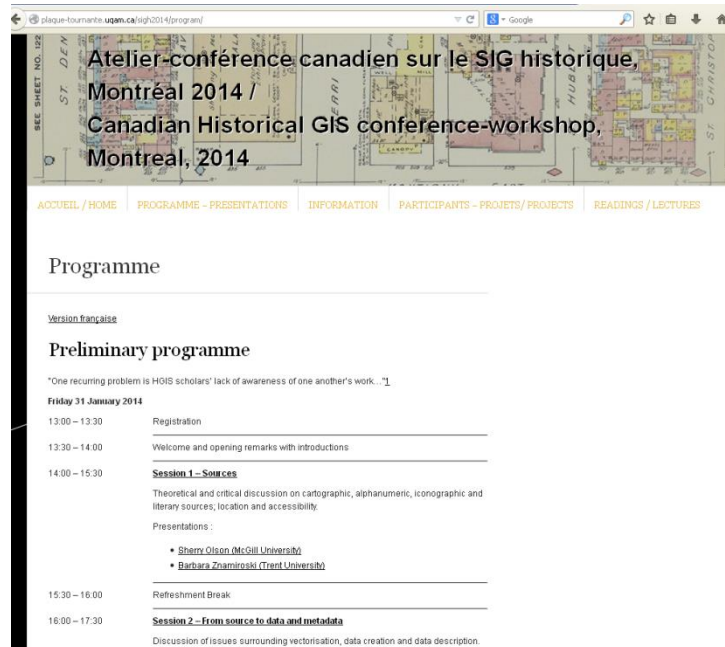 plaque-tournante.uqam.ca/sigh2014/program/
Google
SEE SHEET NO. 122
ST. DEN
BERRI
HUBERT
ST. CHRISTOP
Atelier-conférence canadien sur le SIG historique,
Montréal 2014 /
Canadian Historical GIS conference-workshop,
Montreal, 2014
ACCUEIL / HOME
PROGRAMME – PRESENTATIONS
INFORMATION
PARTICIPANTS – PROJETS/ PROJECTS
READINGS / LECTURES
Programme
Version française
Preliminary programme
"One recurring problem is HGIS scholars' lack of awareness of one another's work..."1
Friday 31 January 2014
13:00 – 13:30 Registration
13:30 – 14:00 Welcome and opening remarks with introductions
14:00 – 15:30 Session 1 – Sources
Theoretical and critical discussion on cartographic, alphanumeric, iconographic and
literary sources; location and accessibility.
Presentations :
• Sherry Olson (McGill University)
• Barbara Znamiroski (Trent University)
15:30 – 16:00 Refreshment Break
16:00 – 17:30 Session 2 – From source to data and metadata
Discussion of issues surrounding vectorisation, data creation and data description.